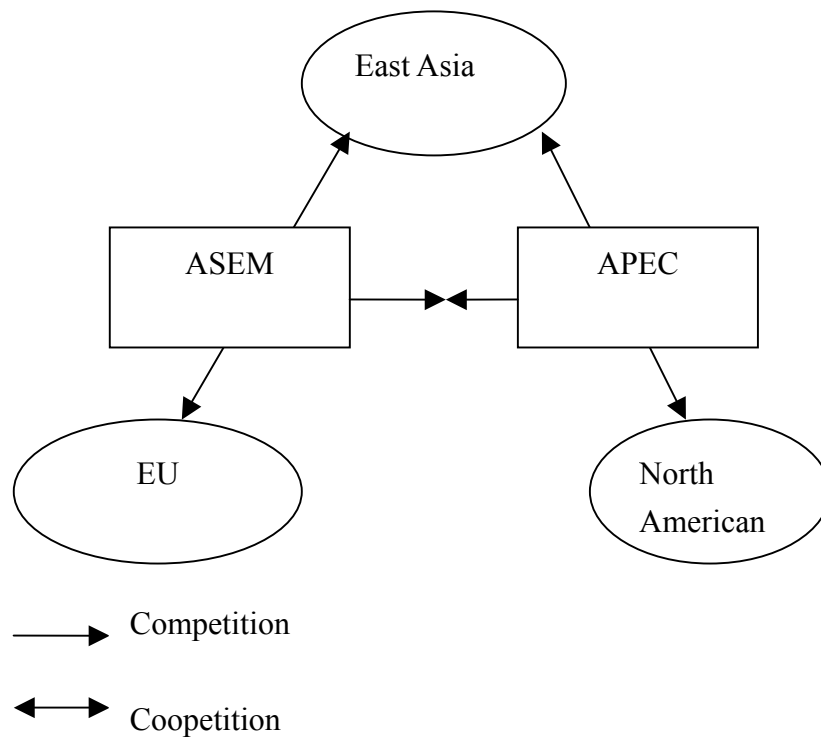 East Asia
ASEM
APEC
EU
North
American
Competition
Coopetition